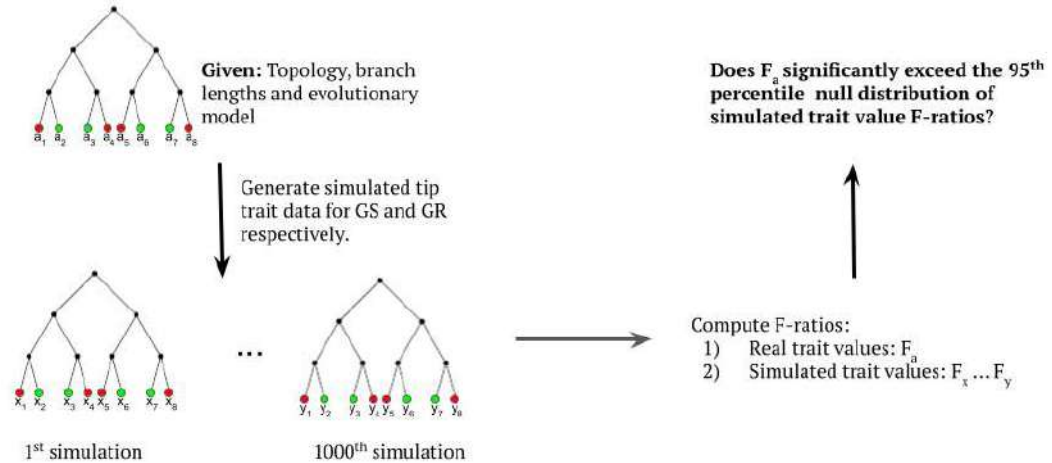 Given: Topology, branch
lengths and evolutionary
model
a₁ a₂ a₃ a₄ a₅ a₆ a₇ a₈
Generate simulated tip
trait data for GS and GR
respectively.
x₁ x₂ x₃ x₄ x₅ x₆ x₇ x₈
1ˢᵗ simulation
...
y₁ y₂ y₃ y₄ y₅ y₆ y₇ y₈
1000ᵗʰ simulation
Compute F-ratios:
1) Real trait values: Fₐ
2) Simulated trait values: Fₓ ... F_y
Does Fₐ significantly exceed the 95ᵗʰ
percentile null distribution of
simulated trait value F-ratios?